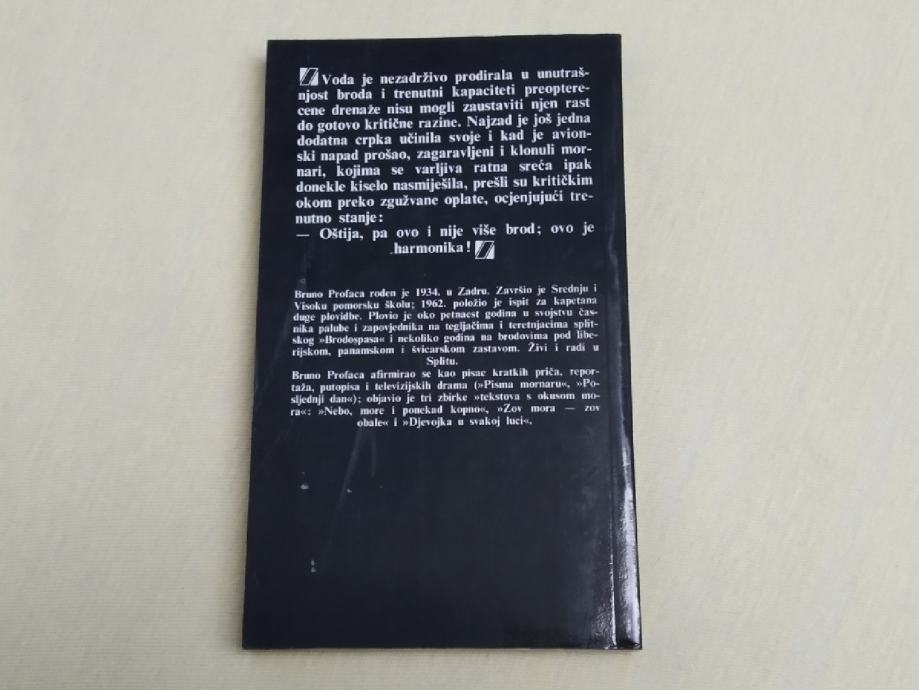 Voda je nezadrživo prodirala u unutraš-
njost broda i trenutni kapaciteti preoptere-
ćene drenaže nisu mogli zaustaviti njen rast
do gotovo kritične razine. Najzad je još jedna
dodatna crpka učinila svoje i kad je avion-
ski napad prošao, zagaravljeni i klonuli mor-
nari, kojima se varljiva ratna sreća ipak
donekle kiselo nasmiješila, prešli su kritičkim
okom preko zgužvane oplate, ocjenjujući tre-
nutno stanje:
— Oštija, pa ovo i nije više brod; ovo je
harmonika!
Bruno Profaca rođen je 1934. u Zadru. Završio je Srednju i
Visoku pomorsku školu; 1962. položio je ispit za kapetana
duge plovidbe. Plovio je oko petnaest godina u svojstvu čas-
nika palube i zapovjednika na tegljačima i teretnjacima split-
skog »Brodospasa« i nekoliko godina na brodovima pod libe-
rijskom, panamskom i švicarskom zastavom. Živi i radi u
Splitu.
Bruno Profaca afirmirao se kao pisac kratkih priča, repor-
taža, putopisa i televizijskih drama (»Pisma mornaru«, »Po-
sljednji dan«); objavio je tri zbirke »tekstova s okusom mo-
ra«: »Nebo, more i ponekad kopno«, »Zov mora — zov
obale« i »Djevojka u svakoj luci«.